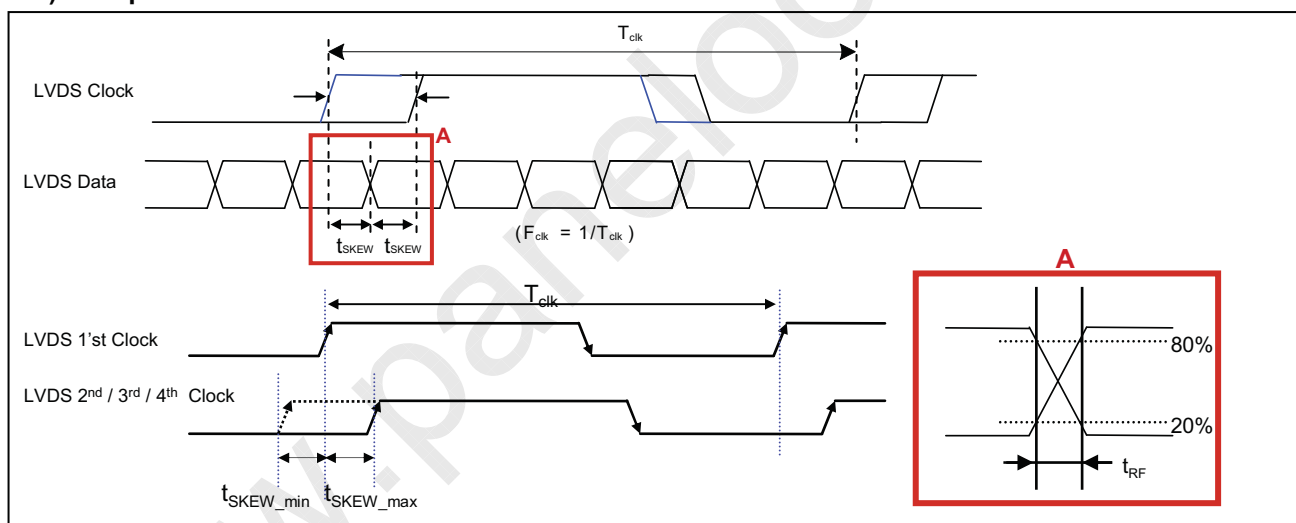 T_clk
LVDS Clock
A
LVDS Data
t_SKEW t_SKEW
(F_clk = 1/T_clk)
A
T_clk
LVDS 1'st Clock
80%
LVDS 2nd / 3rd / 4th Clock
20%
t_RF
t_SKEW_min t_SKEW_max